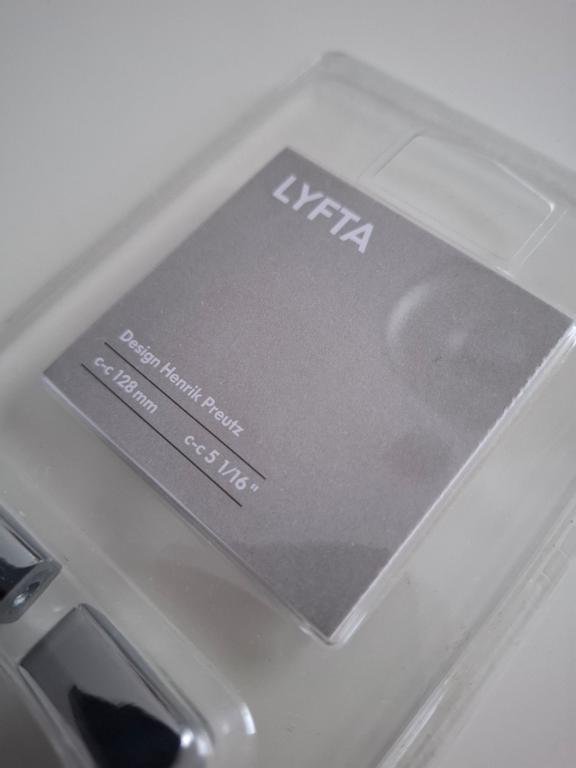 LYFTA
Design Henrik Preutz
c-c 128 mm c-c 5 1/16"